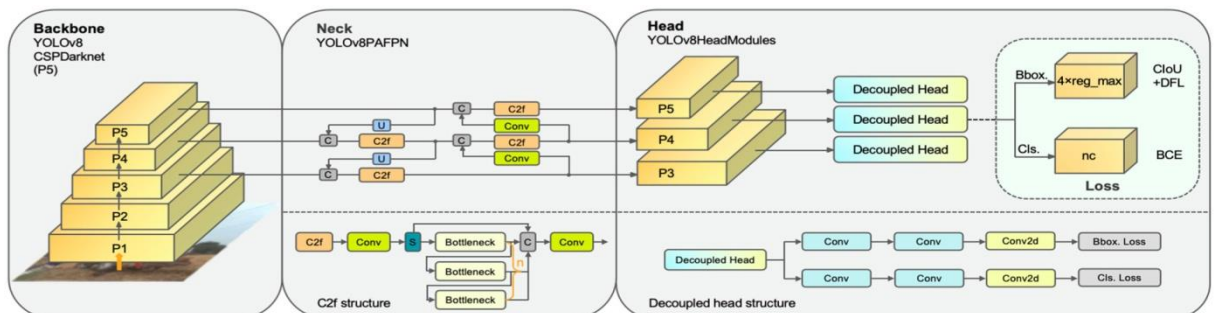 Backbone
YOLOv8
CSPDarknet
(P5)
P5
P4
P3
P2
P1
Neck
YOLOv8PAFPN
C
C2f
U
Conv
C
C2f
C
C2f
U
Conv
C
C2f
C2f
Conv
S
Bottleneck
C
Conv
n
Bottleneck
Bottleneck
C2f structure
Head
YOLOv8HeadModules
P5
P4
P3
Decoupled Head
Decoupled Head
Decoupled Head
Bbox.
4×reg_max
CIoU
+DFL
Cls.
nc
BCE
Loss
Decoupled Head
Conv
Conv
Conv2d
Bbox. Loss
Conv
Conv
Conv2d
Cls. Loss
Decoupled head structure